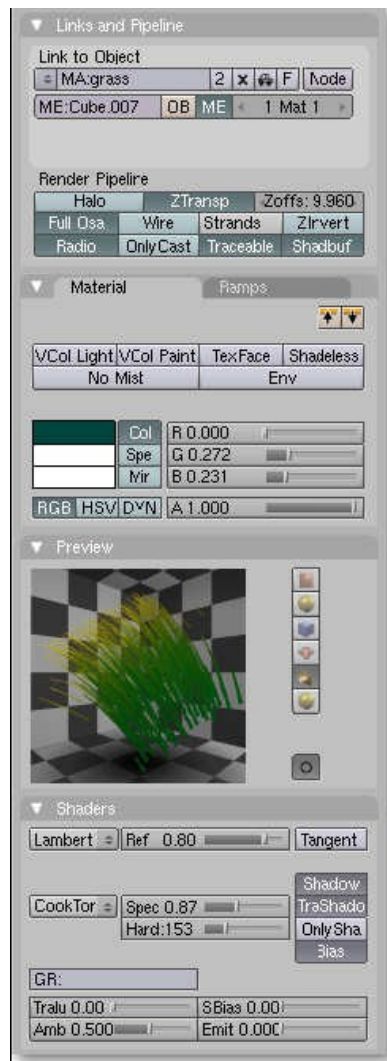 Links and Pipeline
Link to Object
MA:grass 2 X F Node
ME:Cube.007 OB ME 1 Mat 1
Render Pipeline
Halo ZTransp Zoffs: 9.960
Full Osa Wire Strands ZInvert
Radio OnlyCast Traceable Shadbuf
Material Ramps
VCol Light VCol Paint TexFace Shadeless
No Mist Env
Col R 0.000
Spe G 0.272
Mir B 0.231
RGB HSV DYN A 1.000
Preview
Shaders
Lambert Ref 0.80 Tangent
Shadow
CookTor Spec 0.87 TraShado
Hard:153 OnlySha
Bias
GR:
Tralu 0.00 SBias 0.00
Amb 0.500 Emit 0.000